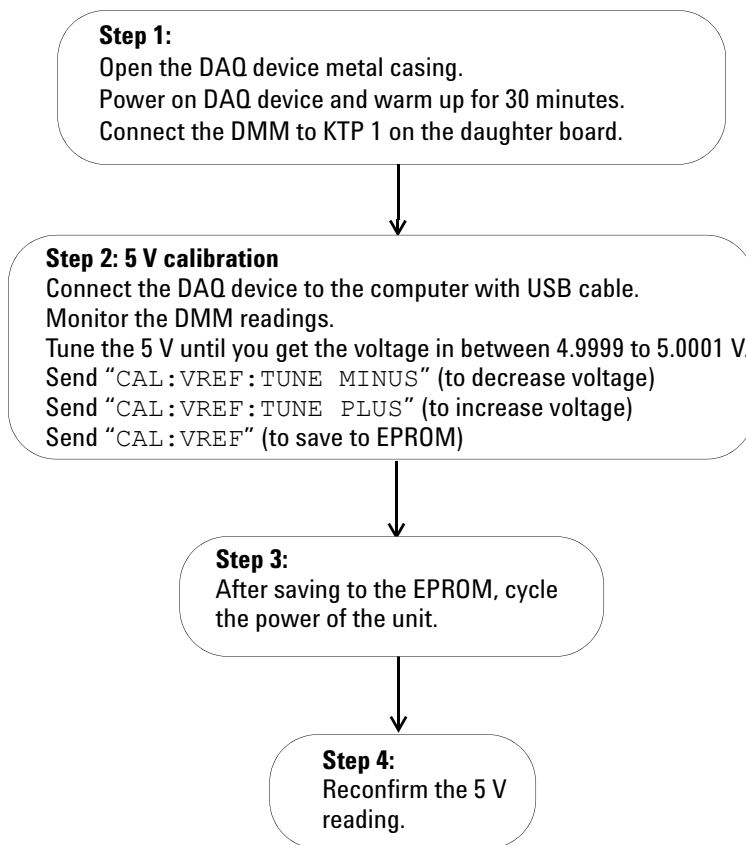 Step 1:
Open the DAQ device metal casing.
Power on DAQ device and warm up for 30 minutes.
Connect the DMM to KTP 1 on the daughter board.
Step 2: 5 V calibration
Connect the DAQ device to the computer with USB cable.
Monitor the DMM readings.
Tune the 5 V until you get the voltage in between 4.9999 to 5.0001 V.
Send “CAL:VREF:TUNE MINUS” (to decrease voltage)
Send “CAL:VREF:TUNE PLUS” (to increase voltage)
Send “CAL:VREF” (to save to EPROM)
Step 3:
After saving to the EPROM, cycle
the power of the unit.
Step 4:
Reconfirm the 5 V
reading.